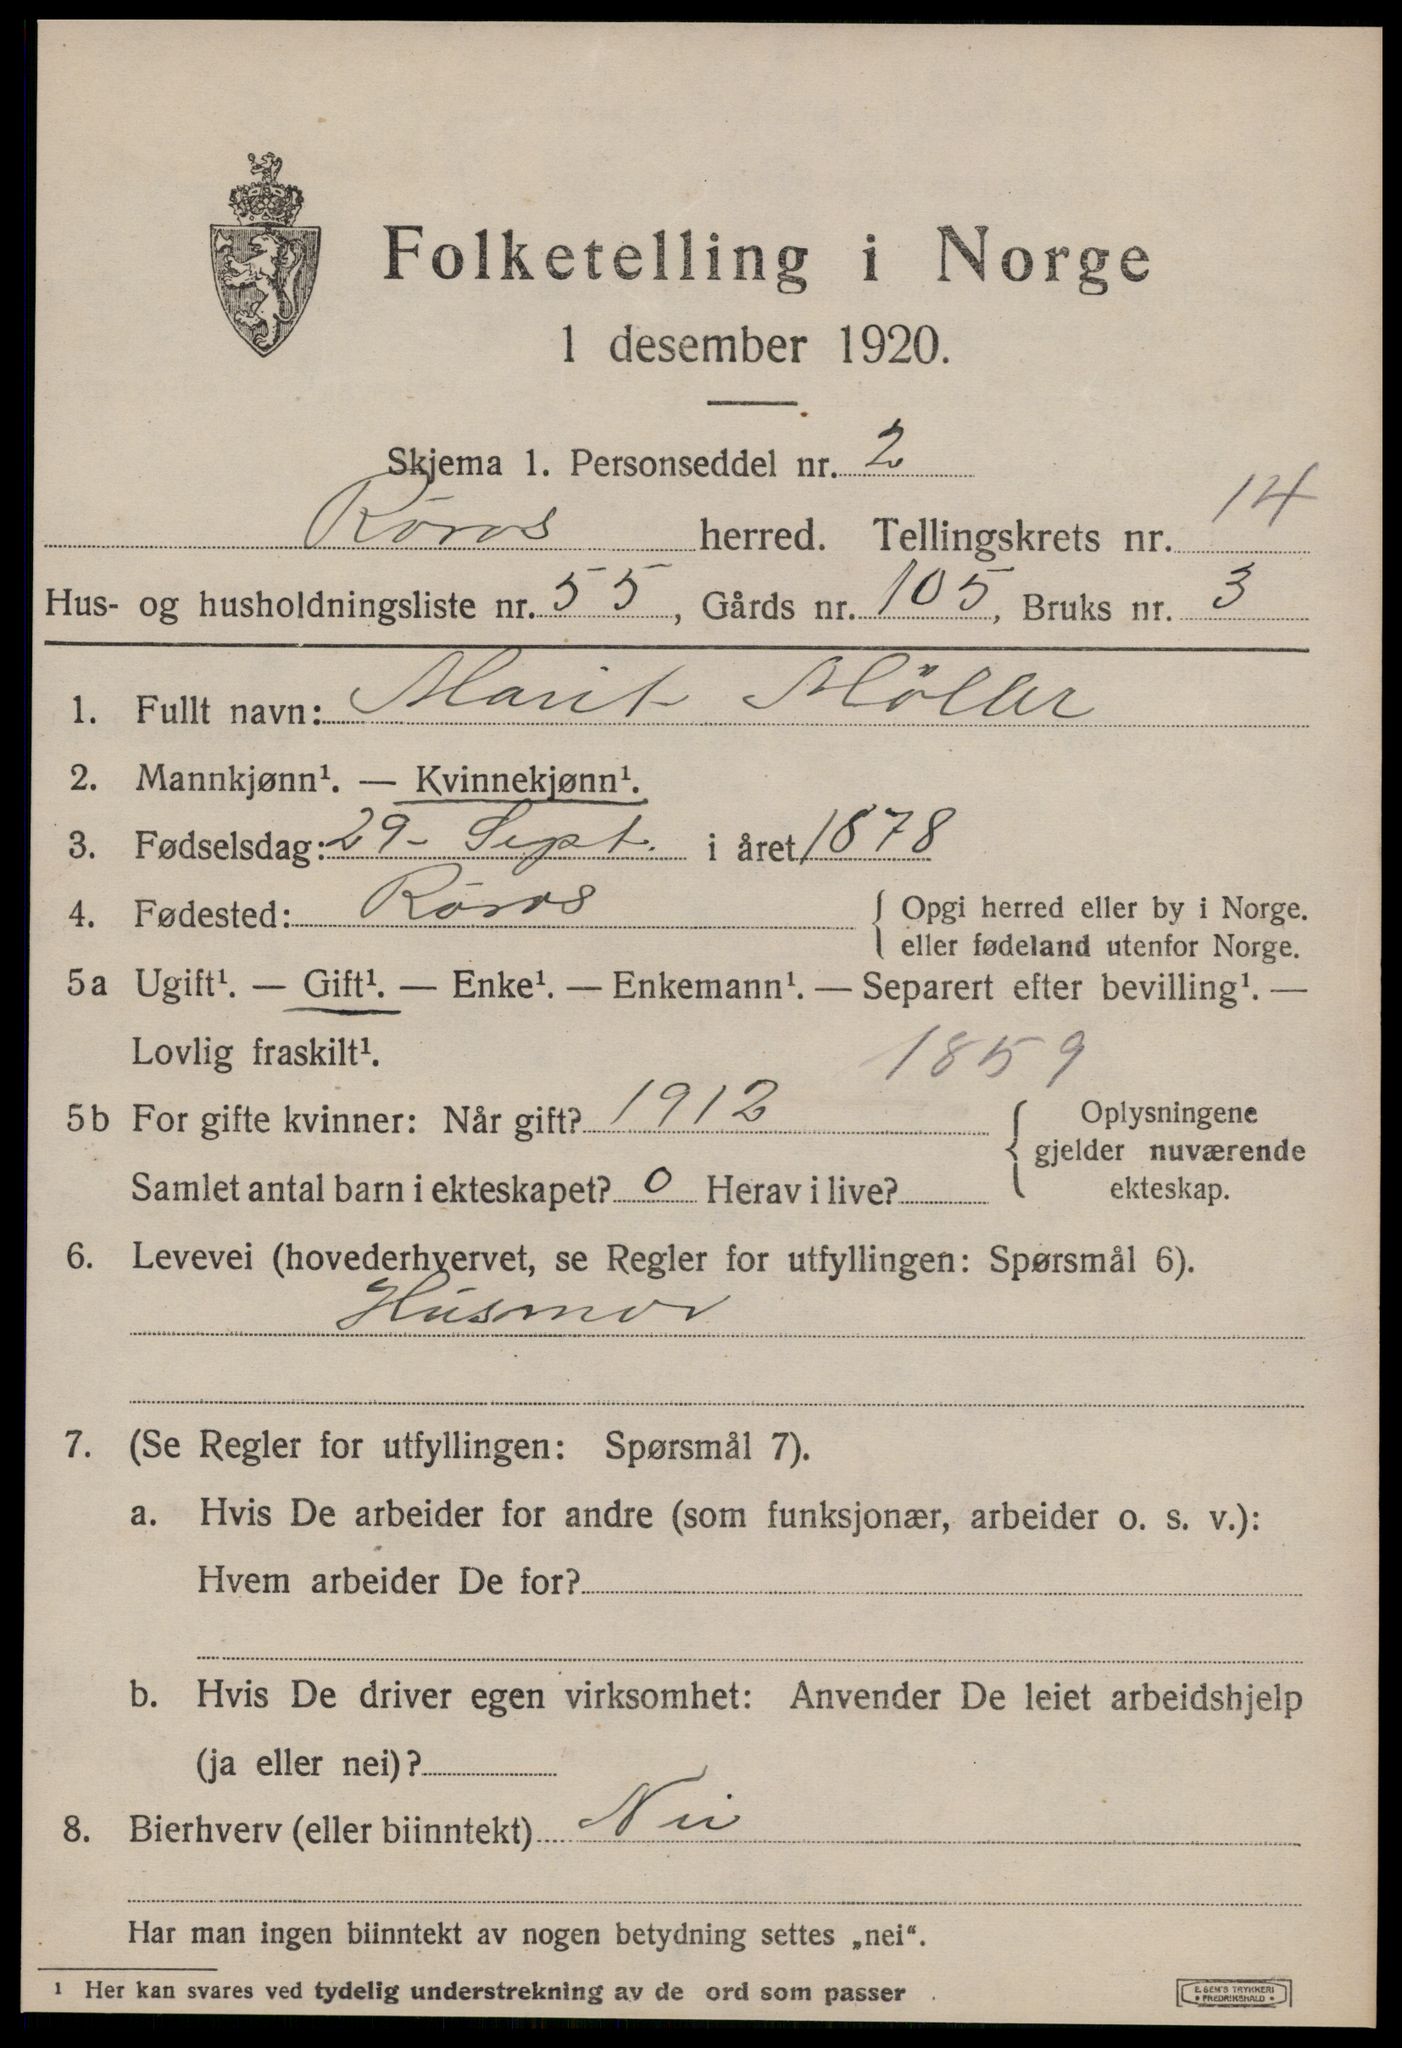 Folketelling i Norge
1 desember 1920.
Skjema 1. Personseddel nr. 2
Røros herred. Tellingskrets nr. 14
Hus- og husholdningsliste nr. 55, Gårds nr. 105, Bruks nr. 3
1. Fullt navn: Marit Möller
2. Mannkjønn¹. — Kvinnekjønn¹.
3. Fødselsdag: 29- Sept. i året 1878
4. Fødested: Röros { Opgi herred eller by i Norge.
eller fødeland utenfor Norge.
5a Ugift¹. — Gift¹. — Enke¹. — Enkemann¹. — Separert efter bevilling¹. —
Lovlig fraskilt¹. 1859
5b For gifte kvinner: Når gift? 1912
Samlet antal barn i ekteskapet? 0 Herav i live?
{ Oplysningene
gjelder nuværende
ekteskap.
6. Levevei (hovederhvervet, se Regler for utfyllingen: Spørsmål 6).
Husmor
7. (Se Regler for utfyllingen: Spørsmål 7).
a. Hvis De arbeider for andre (som funksjonær, arbeider o. s. v.):
Hvem arbeider De for?
b. Hvis De driver egen virksomhet: Anvender De leiet arbeidshjelp
(ja eller nei)?
8. Bierhverv (eller biinntekt) Nei
Har man ingen biinntekt av nogen betydning settes „nei“.
1 Her kan svares ved tydelig understrekning av de ord som passer.
E. SEM'S TRYKKERI
• FREDRIKSHALD •